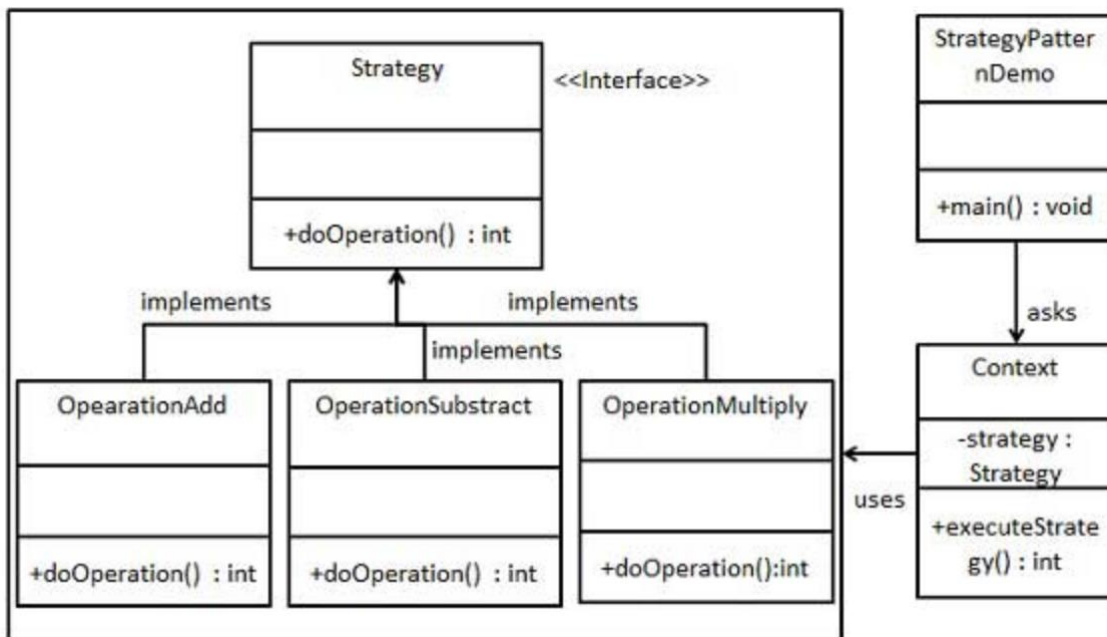 Strategy
<<Interface>>
+doOperation() : int
implements
implements
implements
OpearationAdd
+doOperation() : int
OperationSubstract
+doOperation() : int
OperationMultiply
+doOperation():int
StrategyPatter
nDemo
+main() : void
asks
Context
-strategy :
Strategy
+executeStrate
gy() : int
uses